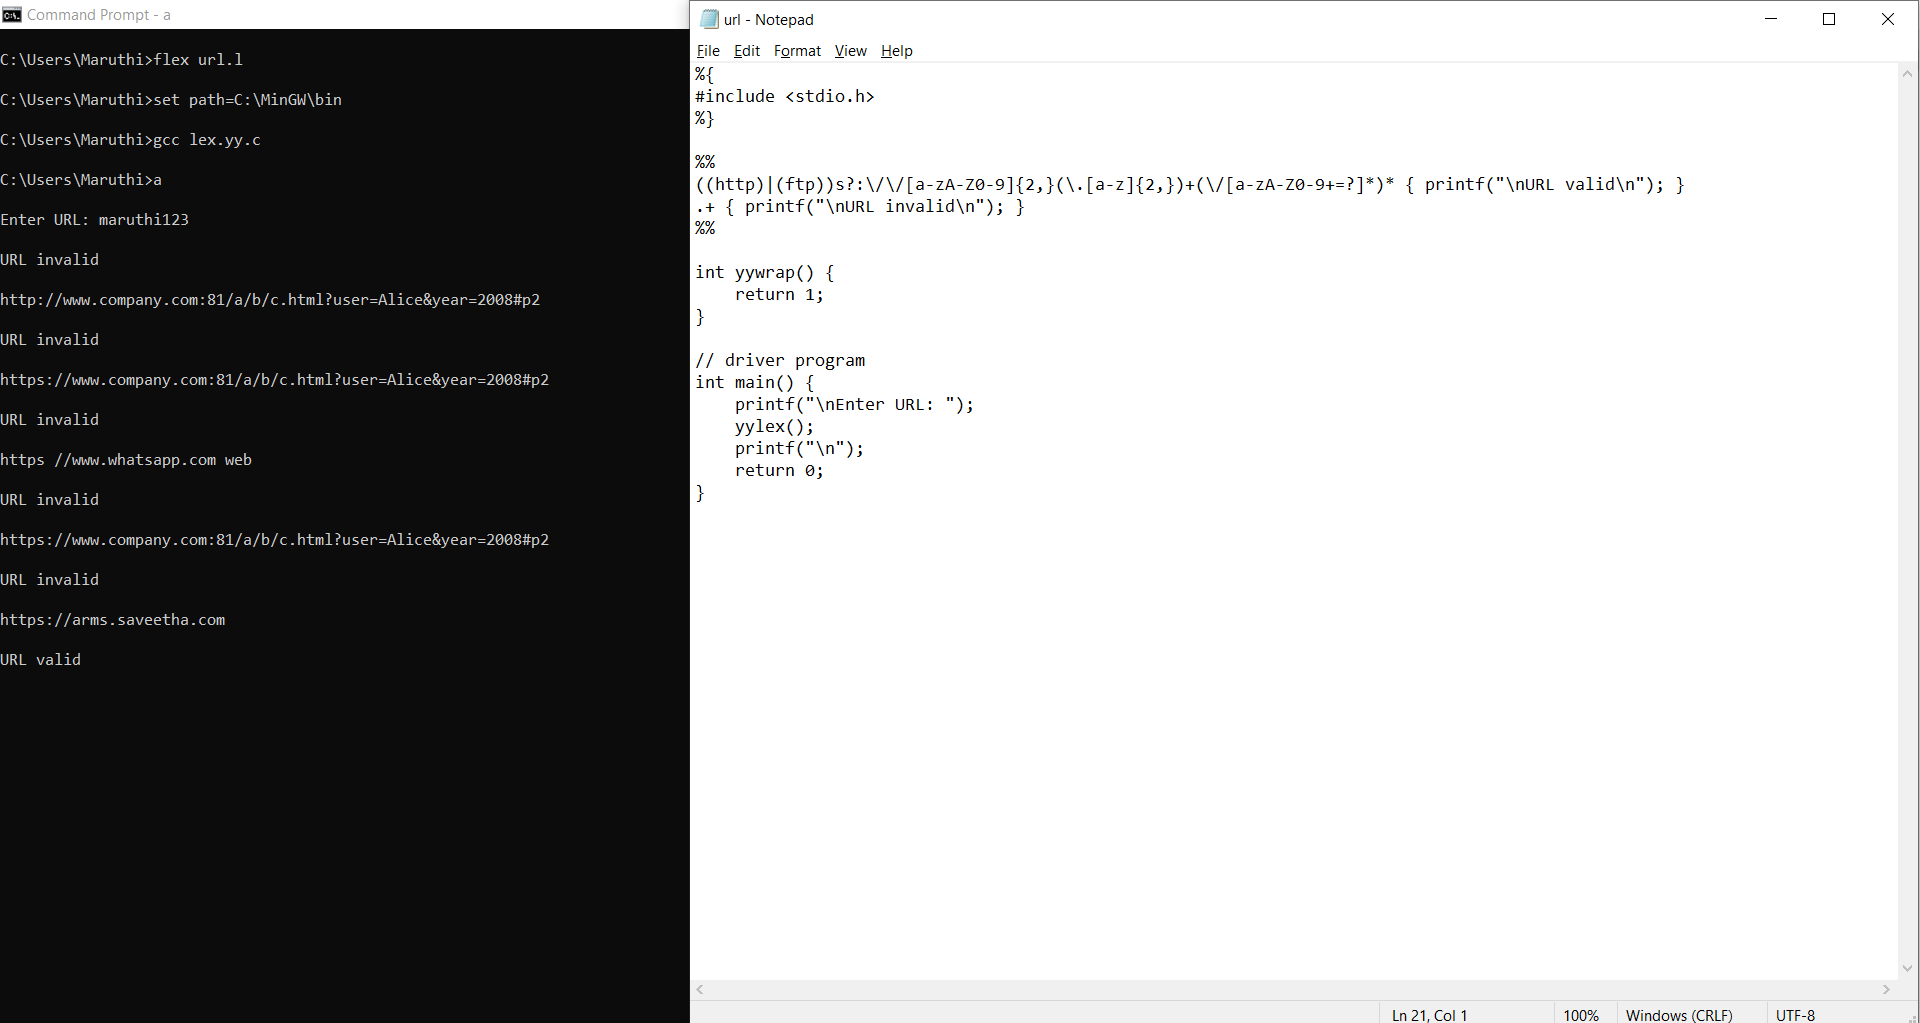 Command Prompt - a
C:\Users\Maruthi>flex url.l
C:\Users\Maruthi>set path=C:\MinGW\bin
C:\Users\Maruthi>gcc lex.yy.c
C:\Users\Maruthi>a
Enter URL: maruthi123
URL invalid
http://www.company.com:81/a/b/c.html?user=Alice&year=2008#p2
URL invalid
https://www.company.com:81/a/b/c.html?user=Alice&year=2008#p2
URL invalid
https //www.whatsapp.com web
URL invalid
https://www.company.com:81/a/b/c.html?user=Alice&year=2008#p2
URL invalid
https://arms.saveetha.com
URL valid
url - Notepad
File Edit Format View Help
%{
#include <stdio.h>
%}
%%
((http)|(ftp))s?:\/\/[a-zA-Z0-9]{2,}(\.[a-z]{2,})+(\/[a-zA-Z0-9+=?]*)* { printf("\nURL valid\n"); }
.+ { printf("\nURL invalid\n"); }
%%
int yywrap() {
    return 1;
}
// driver program
int main() {
    printf("\nEnter URL: ");
    yylex();
    printf("\n");
    return 0;
}
Ln 21, Col 1 100% Windows (CRLF) UTF-8